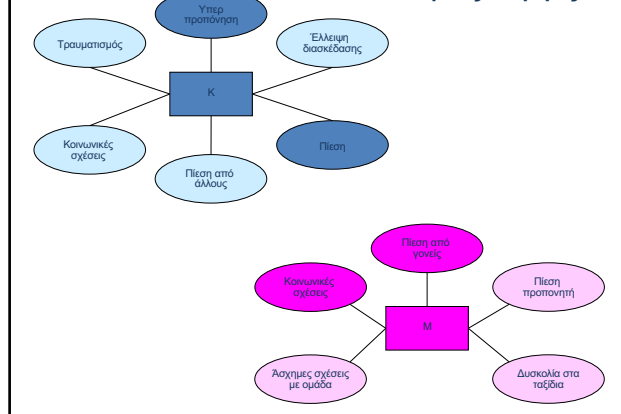 Υπερ
προπόνηση
Τραυματισμός
Έλλειψη
διασκέδασης
Κ
Κοινωνικές
σχέσεις
Πίεση
Πίεση από
άλλους
Πίεση από
γονείς
Κοινωνικές
σχέσεις
Πίεση
προπονητή
Μ
Άσχημες σχέσεις
με ομάδα
Δυσκολία στα
ταξίδια